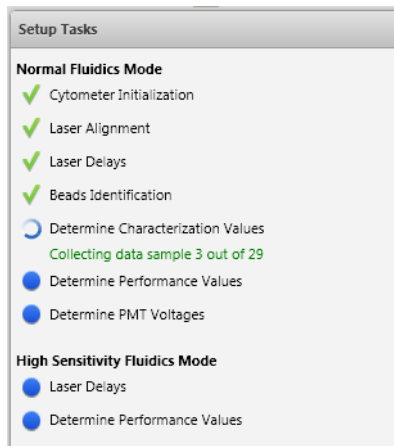 Setup Tasks
Normal Fluidics Mode
Cytometer Initialization
Laser Alignment
Laser Delays
Beads Identification
Determine Characterization Values
Collecting data sample 3 out of 29
Determine Performance Values
Determine PMT Voltages
High Sensitivity Fluidics Mode
Laser Delays
Determine Performance Values